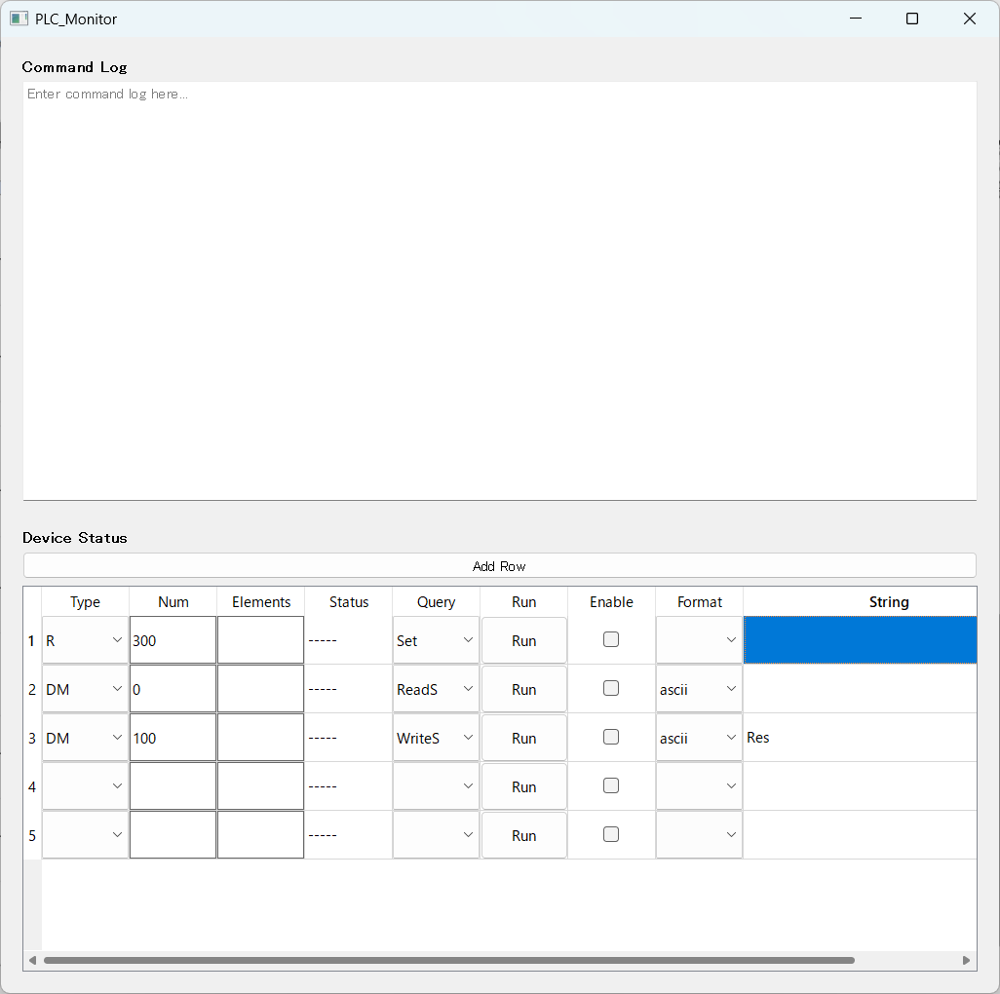 PLC_Monitor
Command Log
Enter command log here...
Device Status
Add Row
Type Num Elements Status Query Run Enable Format String
1 R 300 ----- Set Run
2 DM 0 ----- ReadS Run ascii
3 DM 100 ----- WriteS Run ascii Res
4 ----- Run
5 ----- Run